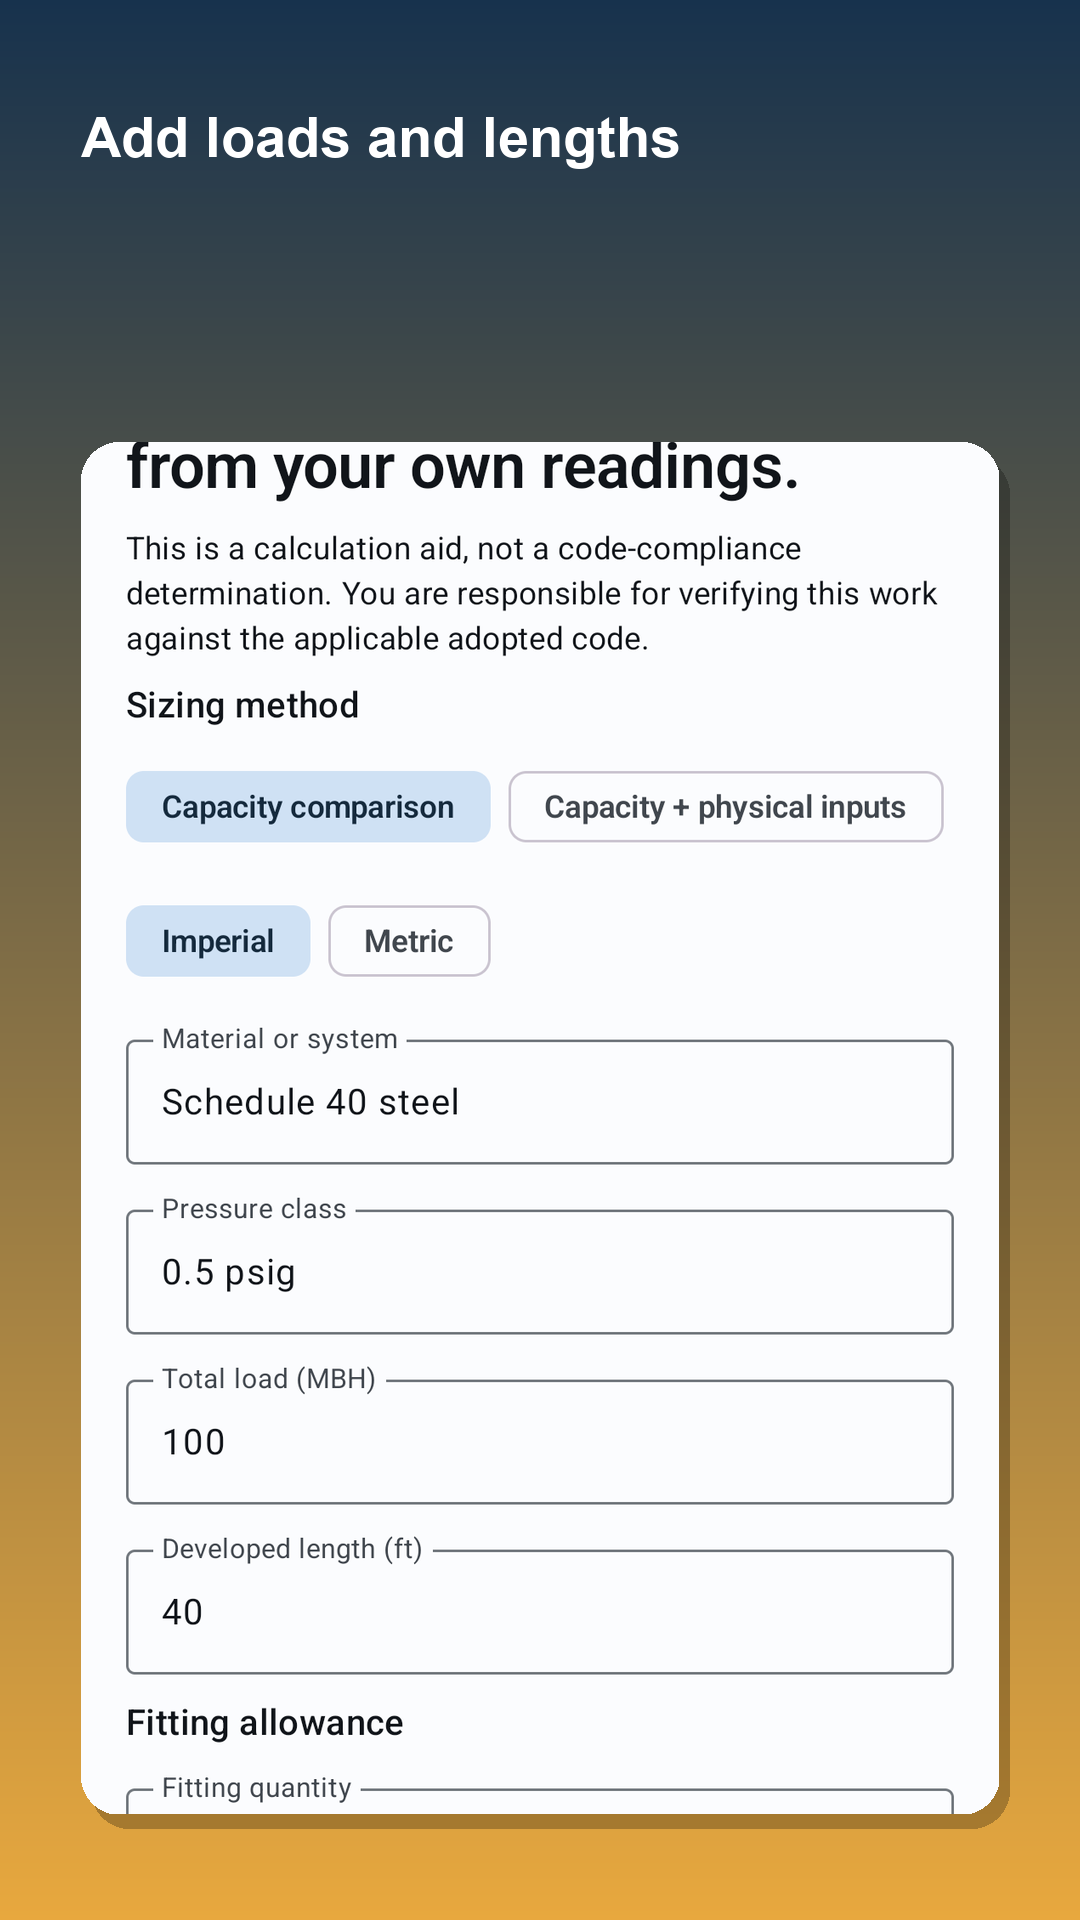 Add loads and lengths
from your own readings.
This is a calculation aid, not a code-compliance
determination. You are responsible for verifying this work
against the applicable adopted code.
Sizing method
Capacity comparison
Capacity + physical inputs
Imperial
Metric
Material or system
Schedule 40 steel
Pressure class
0.5 psig
Total load (MBH)
100
Developed length (ft)
40
Fitting allowance
Fitting quantity